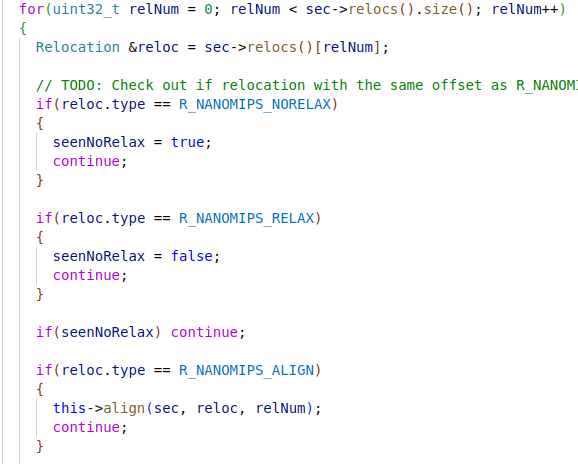 for(uint32_t relNum = 0; relNum < sec->relocs().size(); relNum++)
{
Relocation &reloc = sec->relocs()[relNum];
// TODO: Check out if relocation with the same offset as R_NANOMI
if(reloc.type == R_NANOMIPS_NORELAX)
{
seenNoRelax = true;
continue;
}
if(reloc.type == R_NANOMIPS_RELAX)
{
seenNoRelax = false;
continue;
}
if(seenNoRelax) continue;
if(reloc.type == R_NANOMIPS_ALIGN)
{
this->align(sec, reloc, relNum);
continue;
}